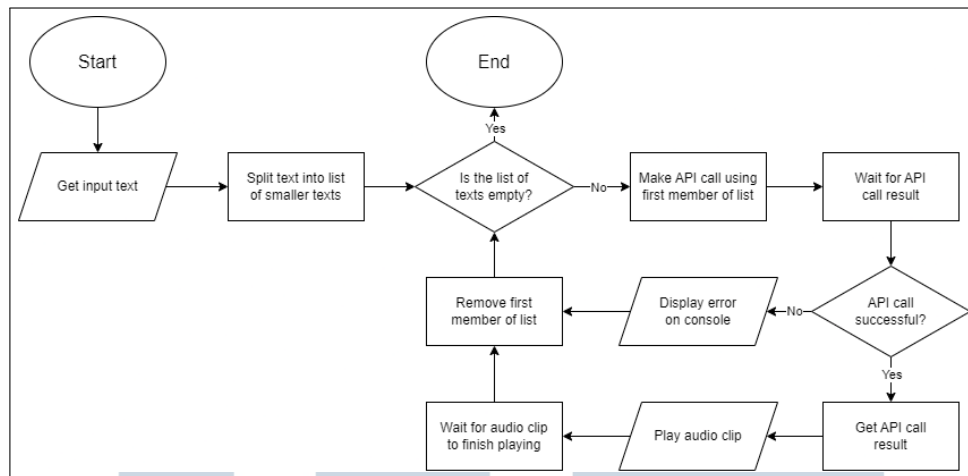 Start
End
Yes
Get input text
Split text into list
of smaller texts
Is the list of
texts empty?
No
Make API call using
first member of list
Wait for API
call result
Remove first
member of list
Display error
on console
No
API call
successful?
Yes
Wait for audio clip
to finish playing
Play audio clip
Get API call
result